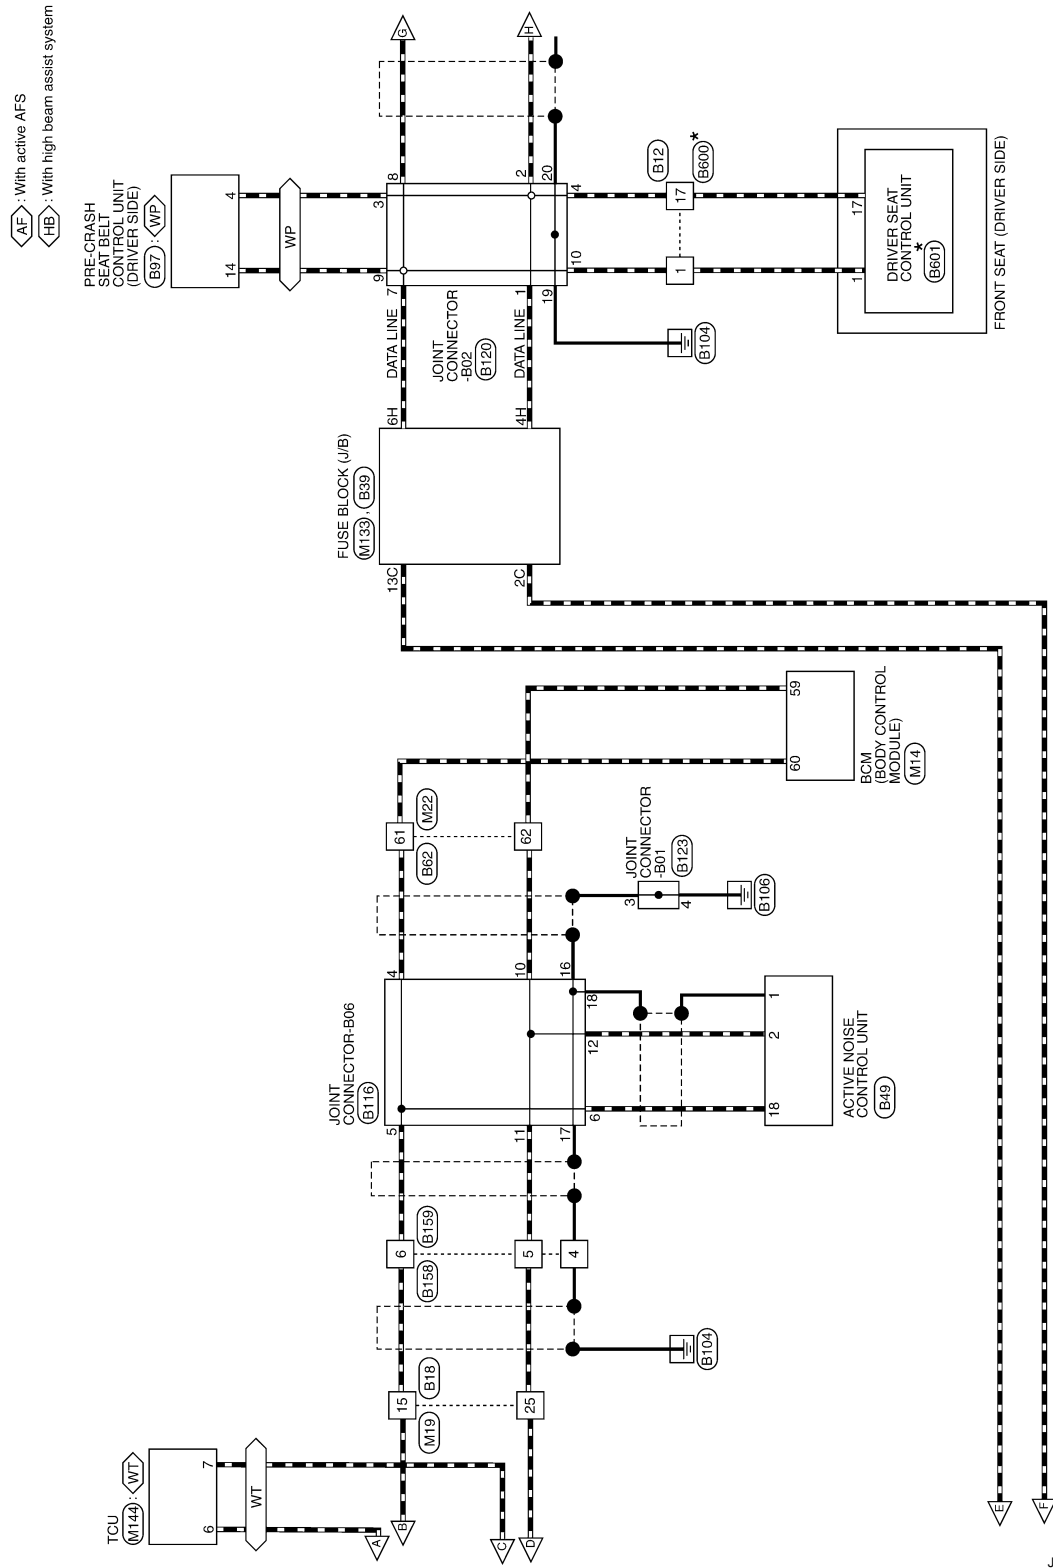 AF : With active AFS
HB : With high beam assist system
TCU
M144 : WT
6
7
WT
A
B
C
D
15
M19
B18
25
B104
6
B158
B159
5
4
JOINT
CONNECTOR-B06
B116
5
11
17
4
10
16
6
12
18
18
2
1
ACTIVE NOISE
CONTROL UNIT
B49
JOINT
CONNECTOR
-B01
B123
3
4
B106
61
B62
M22
62
60
59
BCM
(BODY CONTROL
MODULE)
M14
E
F
FUSE BLOCK (J/B)
M133 , B39
13C
2C
6H
4H
DATA LINE
DATA LINE
JOINT
CONNECTOR
-B02
B120
7
1
19
8
2
20
9
3
10
4
PRE-CRASH
SEAT BELT
CONTROL UNIT
(DRIVER SIDE)
B97 : WP
14
4
WP
G
H
B104
1
17
B12
B600 *
1
17
DRIVER SEAT
CONTROL UNIT
*
B601
FRONT SEAT (DRIVER SIDE)